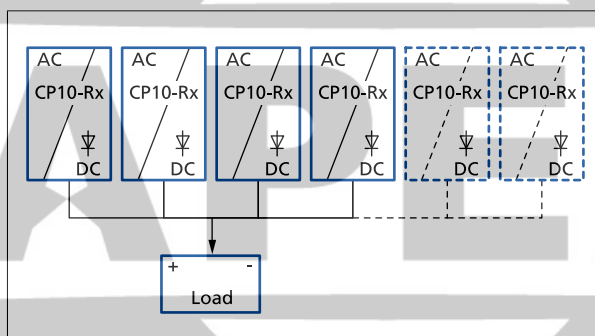 AC AC AC AC AC AC
CP10-Rx CP10-Rx CP10-Rx CP10-Rx CP10-Rx CP10-Rx
DC DC DC DC DC DC
+ -
Load